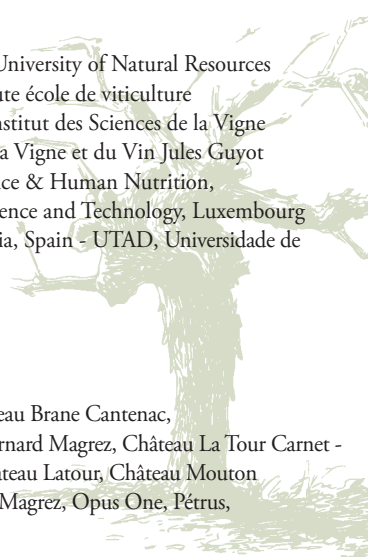 University of Natural Resources
ute école de viticulture
nstitut des Sciences de la Vigne
a Vigne et du Vin Jules Guyot
ce & Human Nutrition,
ence and Technology, Luxembourg
ia, Spain - UTAD, Universidade de
eau Brane Cantenac,
rnard Magrez, Château La Tour Carnet -
ateau Latour, Château Mouton
Magrez, Opus One, Pétrus,